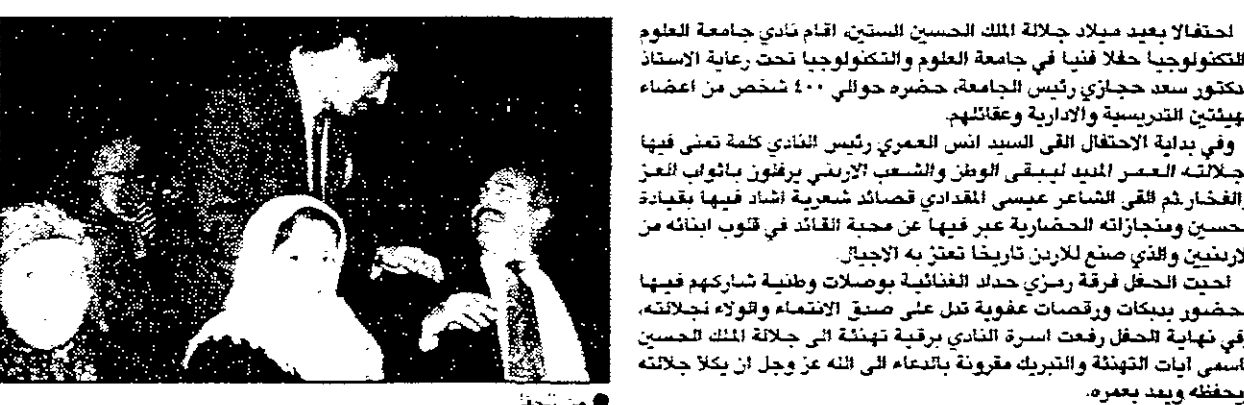 احتفالا بعيد ميلاد جلالة الملك الحسين الستين، اقام نادي جامعة العلوم
التكنولوجيا حفلا فنيا في جامعة العلوم والتكنولوجيا تحت رعاية الاستاذ
دكتور سعد حجازي رئيس الجامعة، حضره حوالي ٤٠٠ شخص من اعضاء
هيئتين التدريسية والادارية وعقائلهم.
وفي بداية الاحتفال القى السيد انس العمري رئيس النادي كلمة تمنى فيها
جلالته العمر المديد ليبقى الوطن والشعب الاردني يرفلون باثواب العز
الفخار. ثم القى الشاعر عيسى المقدادي قصائد شعرية اشاد فيها بقيادة
حسين ومنجازاته الحضارية عبر فيها عن محبة القائد في قلوب ابنائه من
لاردنيين والذي صنع للاردن تاريخا تعتز به الاجيال.
احيت الحفل فرقة رمزي حداد الغنائية بوصلات وطنية شاركهم فيها
حضور بدبكات ورقصات عفوية تدل على صدق الانتماء والولاء لجلالته،
وفي نهاية الحفل رفعت اسرة النادي برقية تهنئة الى جلالة الملك الحسين
اسمى ايات التهنئة والتبريك مقرونة بالدعاء الى الله عز وجل ان يكلأ جلالته
يحفظه ويمد بعمره.
● من الحفل